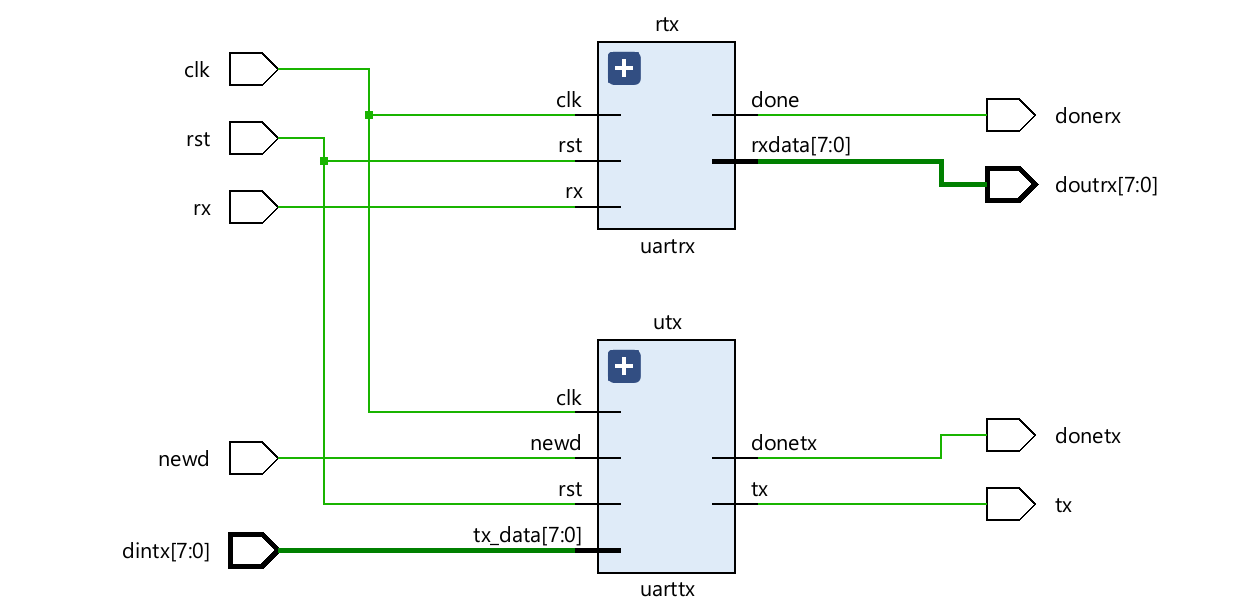 rtx
clk
rst
rx
clk
rst
rx
done
rxdata[7:0]
donerx
doutrx[7:0]
uartrx
utx
newd
dintx[7:0]
clk
newd
rst
tx_data[7:0]
donetx
tx
donetx
tx
uarttx